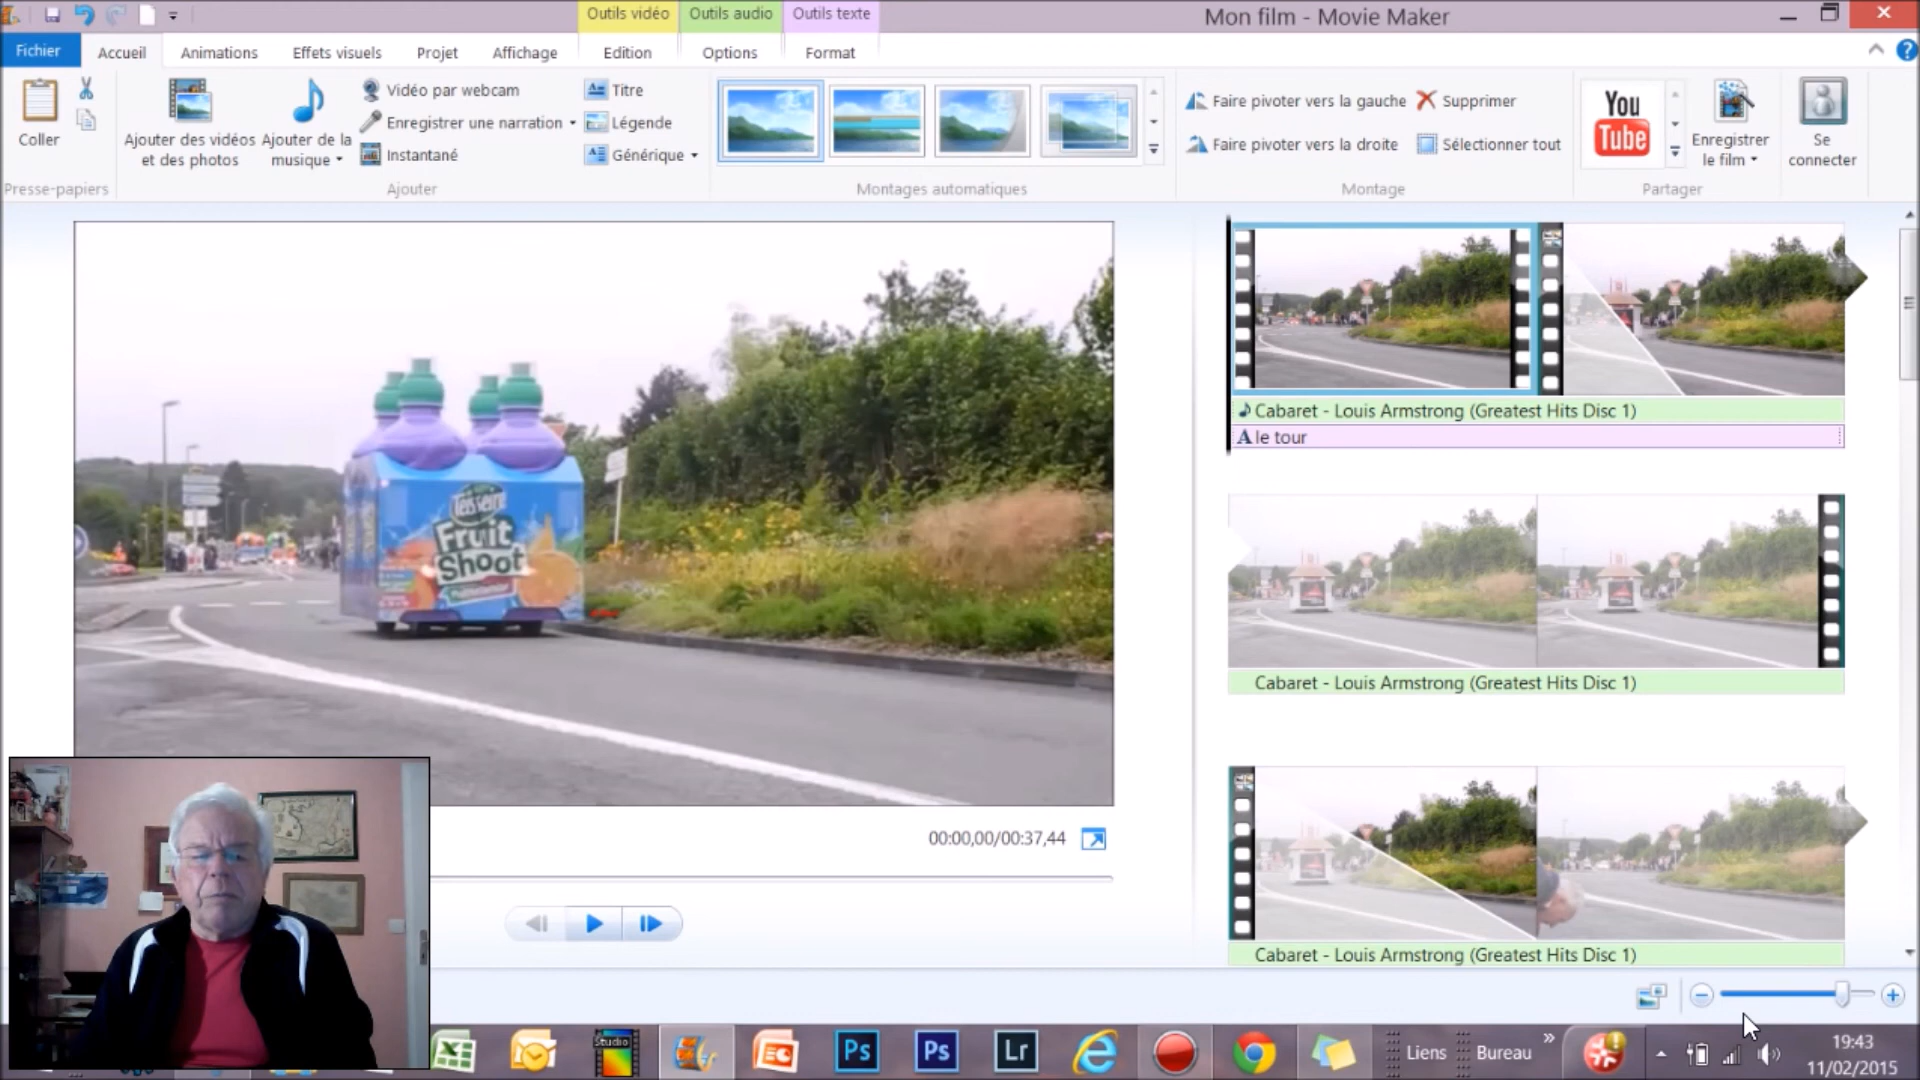 Outils vidéo
Outils audio
Outils texte
Mon film - Movie Maker
Fichier
Accueil
Animations
Effets visuels
Projet
Affichage
Edition
Options
Format
Coller
Presse-papiers
Ajouter des vidéos
et des photos
Ajouter de la
musique
Vidéo par webcam
Enregistrer une narration
Instantané
Titre
Légende
Générique
Ajouter
Montages automatiques
Faire pivoter vers la gauche
Faire pivoter vers la droite
Supprimer
Sélectionner tout
Montage
You
Tube
Enregistrer
le film
Partager
Se
connecter
Teisseire
Fruit
Shoot
Cabaret - Louis Armstrong (Greatest Hits Disc 1)
A le tour
Cabaret - Louis Armstrong (Greatest Hits Disc 1)
Cabaret - Louis Armstrong (Greatest Hits Disc 1)
00:00,00/00:37,44
Studio
Ps
Ps
Lr
Liens
Bureau
»
19:43
11/02/2015